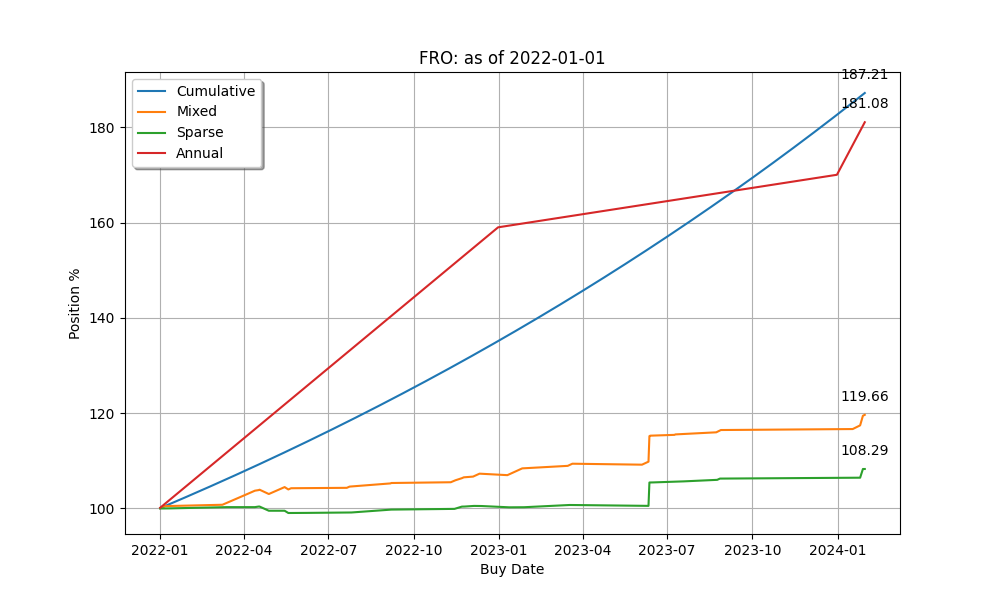 FRO: as of 2022-01-01
187.21
Cumulative
Mixed
Sparse
Annual
181.08
180
160
140
120
100
119.66
108.29
Position %
2022-01 2022-04 2022-07 2022-10 2023-01 2023-04 2023-07 2023-10 2024-01
Buy Date